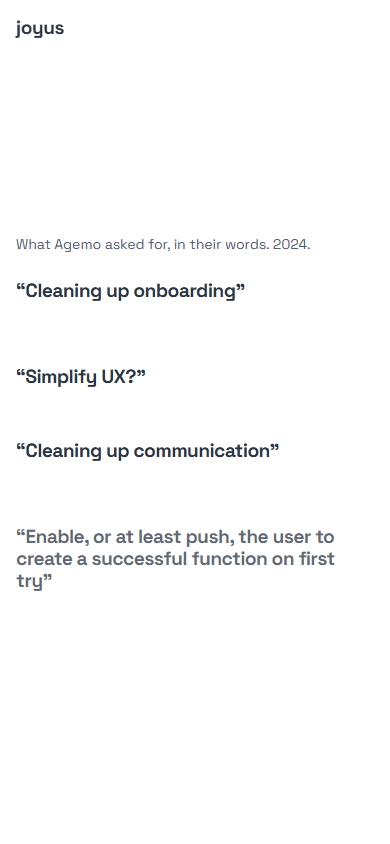 joyus
What Agemo asked for, in their words. 2024.
“Cleaning up onboarding”
“Simplify UX?”
“Cleaning up communication”
“Enable, or at least push, the user to
create a successful function on first
try”